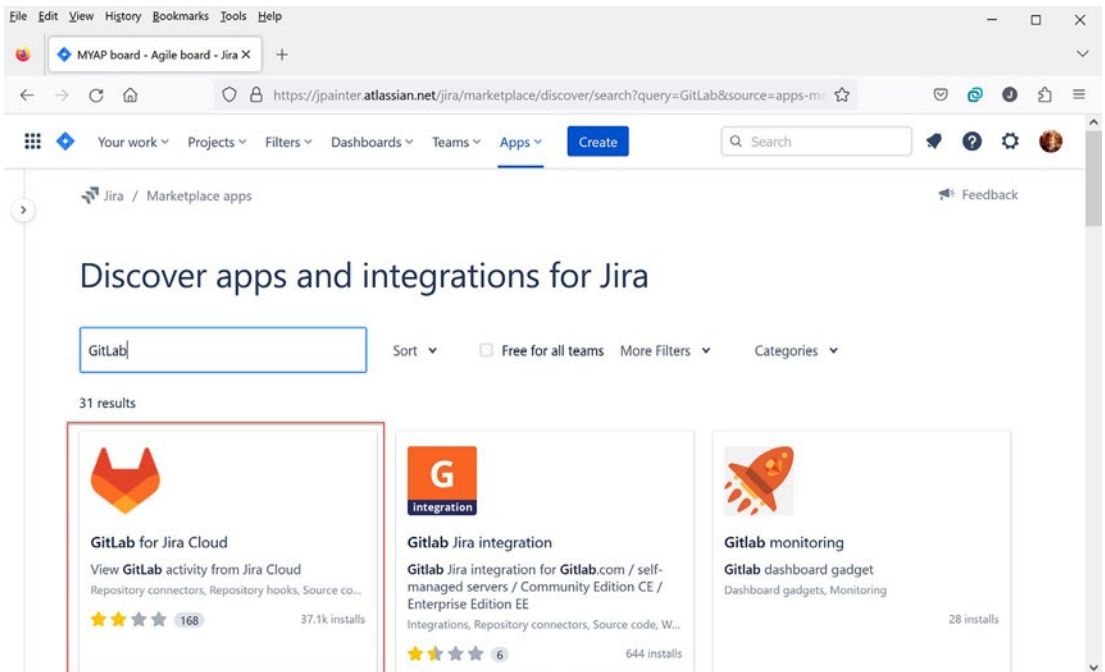 File Edit View History Bookmarks Tools Help
MYAP board - Agile board - Jira
https://jpainter.atlassian.net/jira/marketplace/discover/search?query=GitLab&source=apps-me
Your work Projects Filters Dashboards Teams Apps Create Search
Jira / Marketplace apps Feedback
Discover apps and integrations for Jira
GitLab Sort Free for all teams More Filters Categories
31 results
G
integration
GitLab for Jira Cloud
View GitLab activity from Jira Cloud
Repository connectors, Repository hooks, Source co...
168 37.1k installs
Gitlab Jira integration
Gitlab Jira integration for Gitlab.com / self-
managed servers / Community Edition CE /
Enterprise Edition EE
Integrations, Repository connectors, Source code, W...
6 644 installs
Gitlab monitoring
Gitlab dashboard gadget
Dashboard gadgets, Monitoring
28 installs